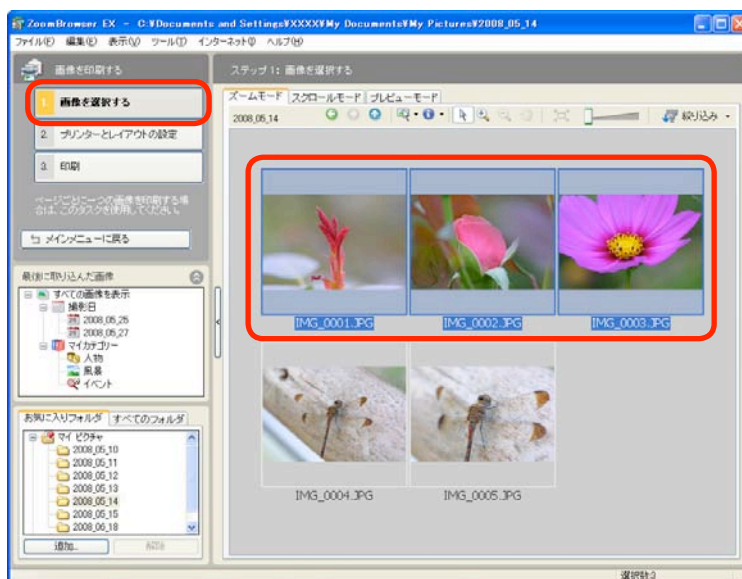 ZoomBrowser EX - C:¥Documents and Settings¥XXXX¥My Documents¥My Pictures¥2008_05_14
ファイル(F) 編集(E) 表示(V) ツール(T) インターネット(I) ヘルプ(H)
画像を印刷する
ステップ 1: 画像を選択する
1. 画像を選択する
2. プリンターとレイアウトの設定
3. 印刷
ページごとに一つの画像を印刷する場
合は、このタスクを使用してください。
メインメニューに戻る
ズームモード スクロールモード プレビューモード
2008_05_14
絞り込み
最後に取り込んだ画像
すべての画像を表示
撮影日
2008_05_25
2008_05_27
マイカテゴリー
人物
風景
イベント
お気に入りフォルダ すべてのフォルダ
マイ ピクチャ
2008_05_10
2008_05_11
2008_05_12
2008_05_13
2008_05_14
2008_05_15
2008_06_18
追加...
解除
IMG_0001.JPG
IMG_0002.JPG
IMG_0003.JPG
IMG_0004.JPG
IMG_0005.JPG
選択数:3